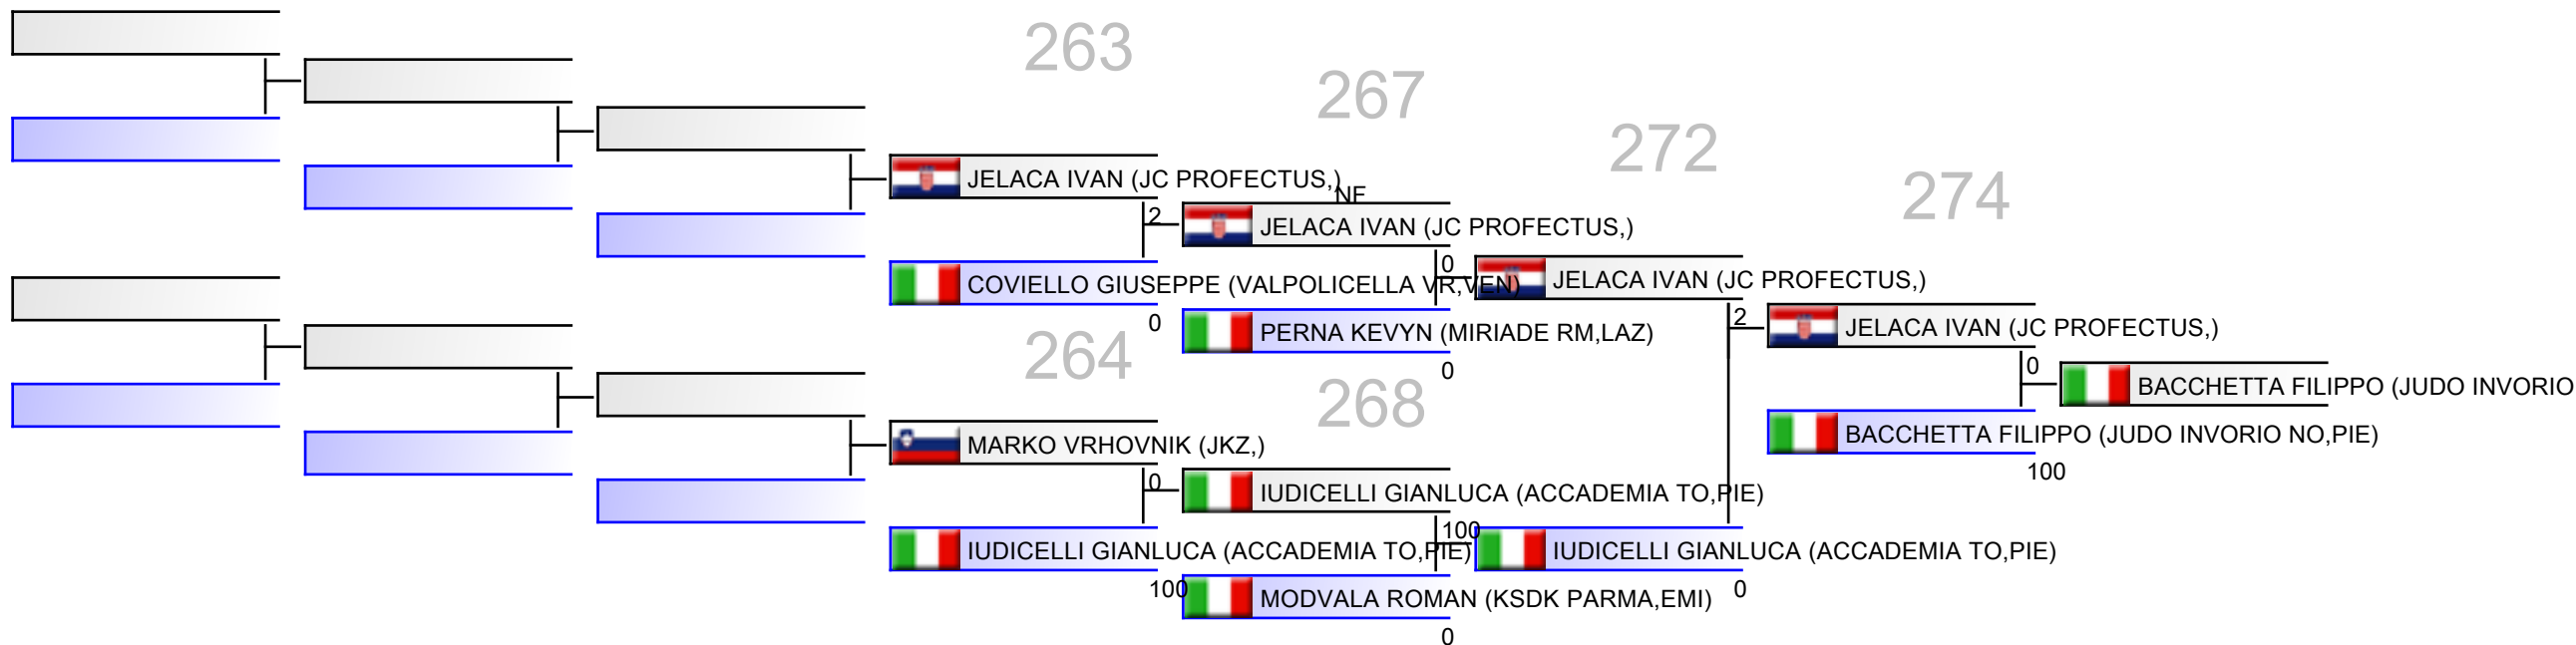 263
267
272
274
JELACA IVAN (JC PROFECTUS,)
NF
2
JELACA IVAN (JC PROFECTUS,)
0
COVIELLO GIUSEPPE (VALPOLICELLA VR,VEN)
JELACA IVAN (JC PROFECTUS,)
0
PERNA KEVYN (MIRIADE RM,LAZ)
2
JELACA IVAN (JC PROFECTUS,)
264
0
0
BACCHETTA FILIPPO (JUDO INVORIO
268
MARKO VRHOVNIK (JKZ,)
BACCHETTA FILIPPO (JUDO INVORIO NO,PIE)
100
0
IUDICELLI GIANLUCA (ACCADEMIA TO,PIE)
100
IUDICELLI GIANLUCA (ACCADEMIA TO,PIE)
IUDICELLI GIANLUCA (ACCADEMIA TO,PIE)
100
MODVALA ROMAN (KSDK PARMA,EMI)
0
0